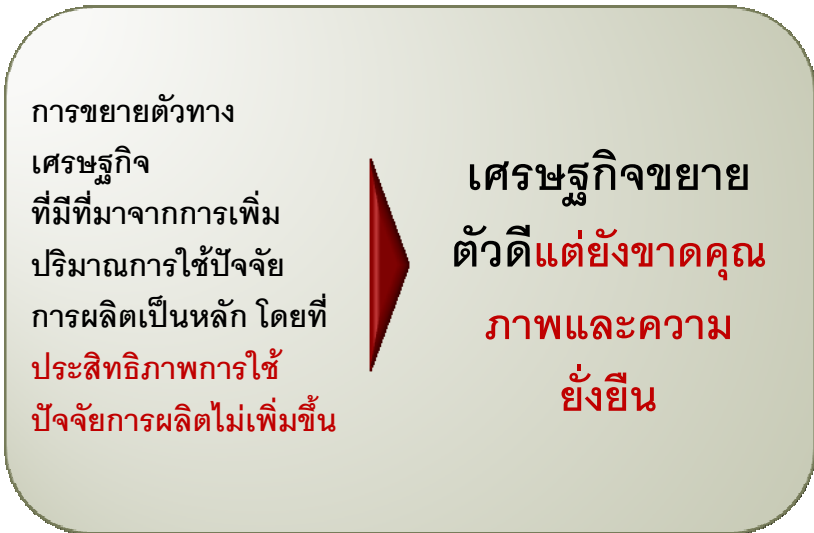 การขยายตัวทาง
เศรษฐกิจ
ที่มีที่มาจากการเพิ่ม
ปริมาณการใช้ปัจจัย
การผลิตเป็นหลัก โดยที่
ประสิทธิภาพการใช้
ปัจจัยการผลิตไม่เพิ่มขึ้น
เศรษฐกิจขยาย
ตัวดีแต่ยังขาดคุณ
ภาพและความ
ยั่งยืน